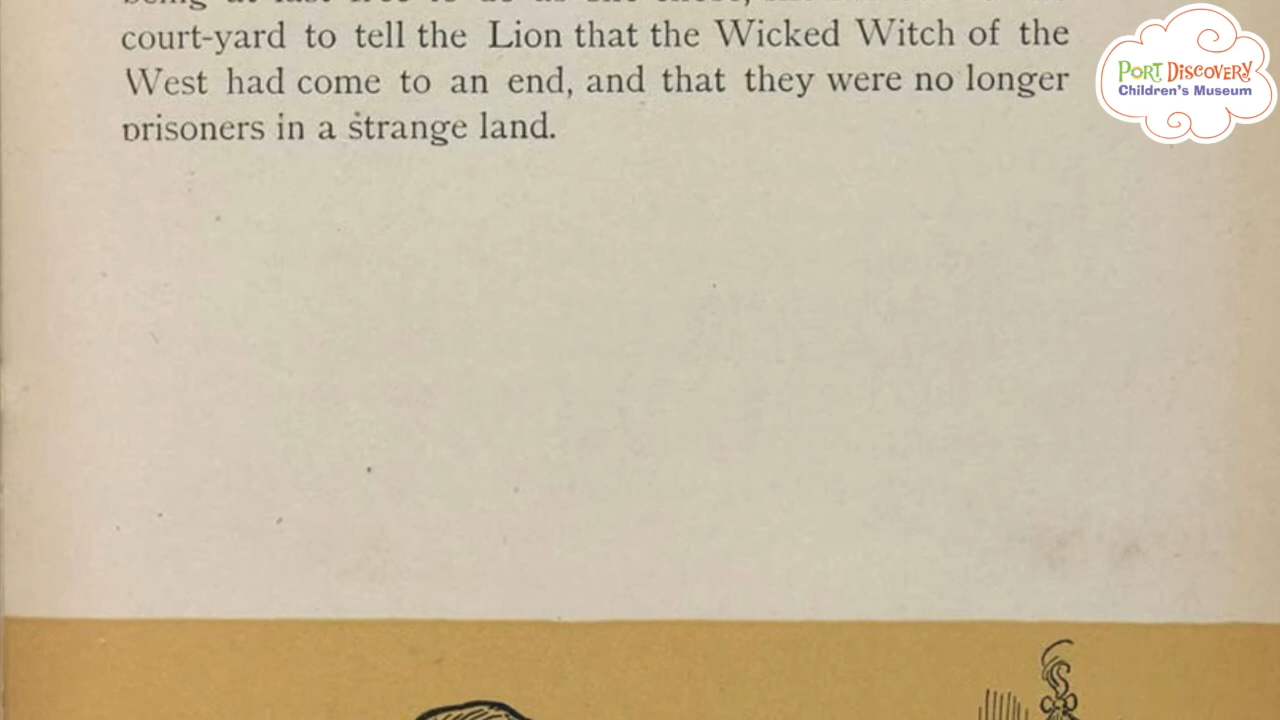 court-yard to tell the Lion that the Wicked Witch of the
West had come to an end, and that they were no longer
prisoners in a strange land.
PORT DISCOVERY
Children's Museum